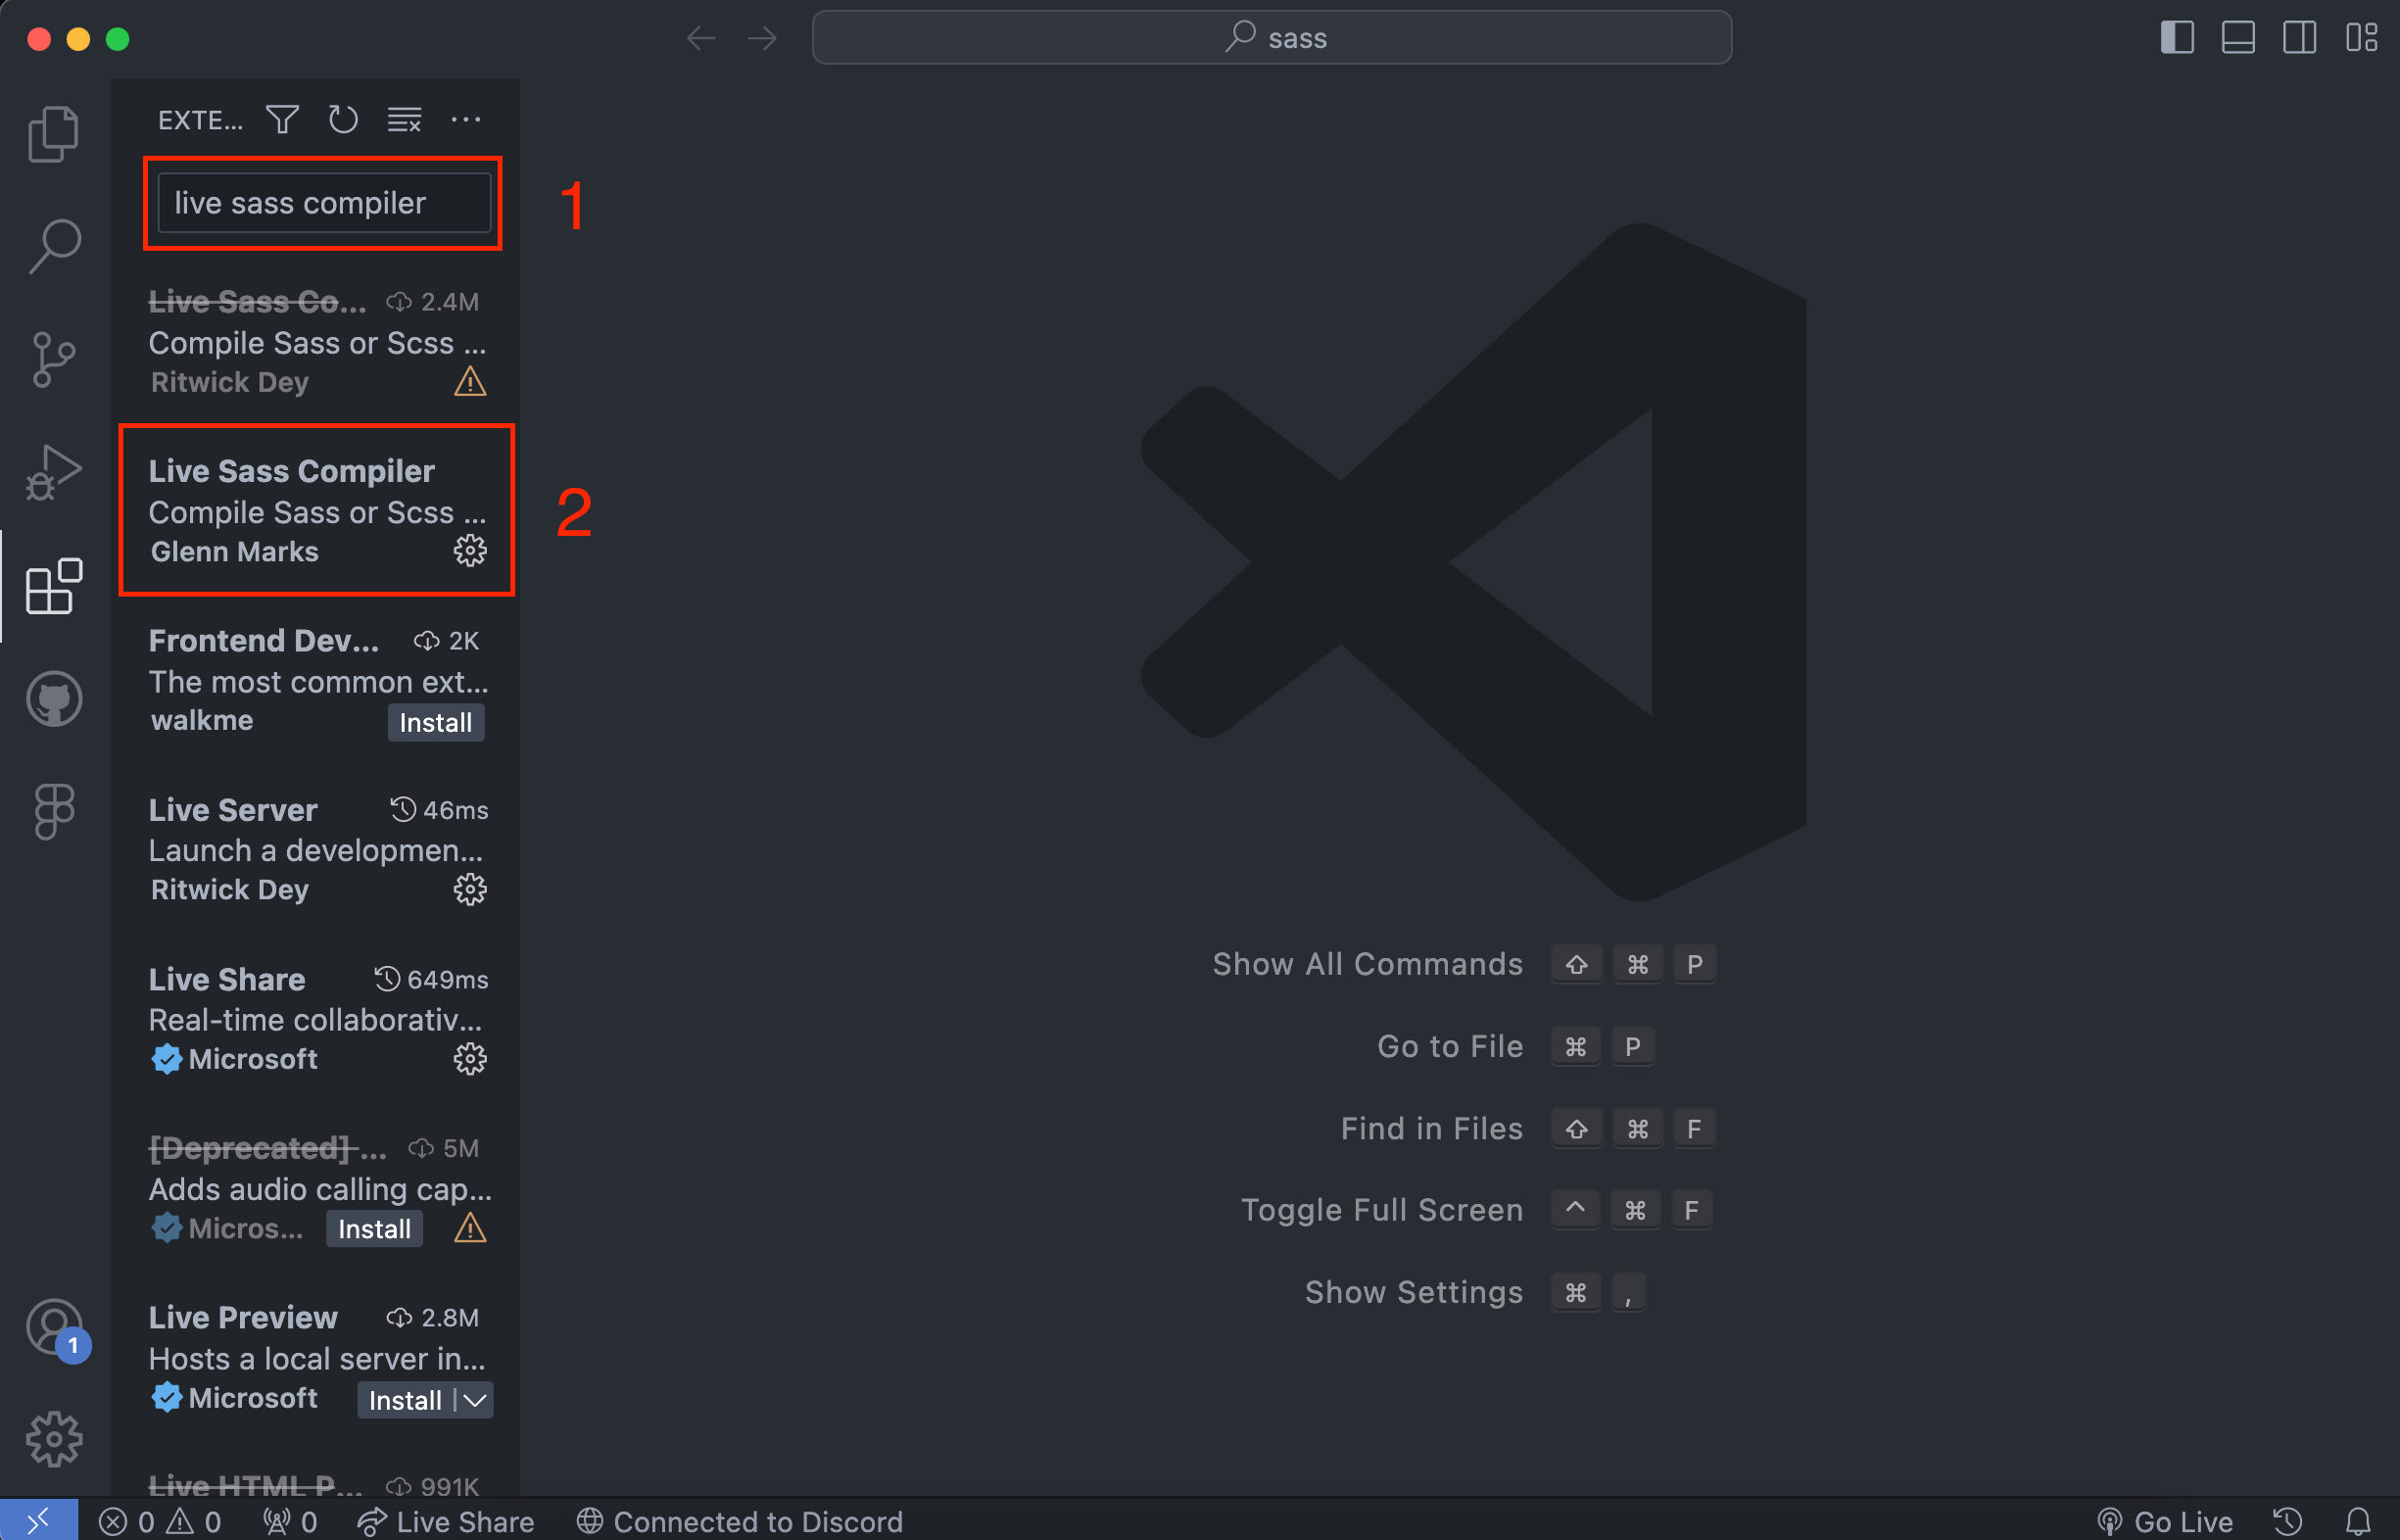 sass
EXTE...
live sass compiler
1
Live Sass Co... 2.4M
Compile Sass or Scss ...
Ritwick Dey
Live Sass Compiler
Compile Sass or Scss ...
Glenn Marks
2
Frontend Dev... 2K
The most common ext...
walkme Install
Live Server 46ms
Launch a developmen...
Ritwick Dey
Live Share 649ms
Real-time collaborativ...
Microsoft
[Deprecated] ... 5M
Adds audio calling cap...
Micros... Install
Live Preview 2.8M
Hosts a local server in...
Microsoft Install
Live HTML P... 991K
Show All Commands ⇧ ⌘ P
Go to File ⌘ P
Find in Files ⇧ ⌘ F
Toggle Full Screen ^ ⌘ F
Show Settings ⌘ ,
1
0 0 0 Live Share Connected to Discord Go Live